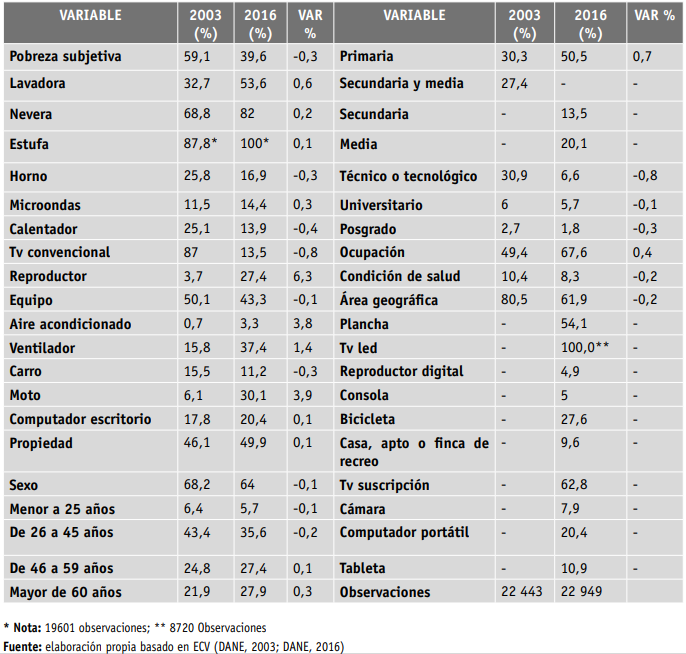 VARIABLE 2003 (%) 2016 (%) VAR % VARIABLE 2003 (%) 2016 (%) VAR %
Pobreza subjetiva 59,1 39,6 -0,3 Primaria 30,3 50,5 0,7
Lavadora 32,7 53,6 0,6 Secundaria y media 27,4 - -
Nevera 68,8 82 0,2 Secundaria - 13,5 -
Estufa 87,8* 100* 0,1 Media - 20,1 -
Horno 25,8 16,9 -0,3 Técnico o tecnológico 30,9 6,6 -0,8
Microondas 11,5 14,4 0,3 Universitario 6 5,7 -0,1
Calentador 25,1 13,9 -0,4 Posgrado 2,7 1,8 -0,3
Tv convencional 87 13,5 -0,8 Ocupación 49,4 67,6 0,4
Reproductor 3,7 27,4 6,3 Condición de salud 10,4 8,3 -0,2
Equipo 50,1 43,3 -0,1 Área geográfica 80,5 61,9 -0,2
Aire acondicionado 0,7 3,3 3,8 Plancha - 54,1 -
Ventilador 15,8 37,4 1,4 Tv led - 100,0** -
Carro 15,5 11,2 -0,3 Reproductor digital - 4,9 -
Moto 6,1 30,1 3,9 Consola - 5 -
Computador escritorio 17,8 20,4 0,1 Bicicleta - 27,6 -
Propiedad 46,1 49,9 0,1 Casa, apto o finca de - 9,6 -
recreo
Sexo 68,2 64 -0,1 Tv suscripción - 62,8 -
Menor a 25 años 6,4 5,7 -0,1 Cámara - 7,9 -
De 26 a 45 años 43,4 35,6 -0,2 Computador portátil - 20,4 -
De 46 a 59 años 24,8 27,4 0,1 Tableta - 10,9 -
Mayor de 60 años 21,9 27,9 0,3 Observaciones 22 443 22 949
* Nota: 19601 observaciones; ** 8720 Observaciones
Fuente: elaboración propia basado en ECV (DANE, 2003; DANE, 2016)